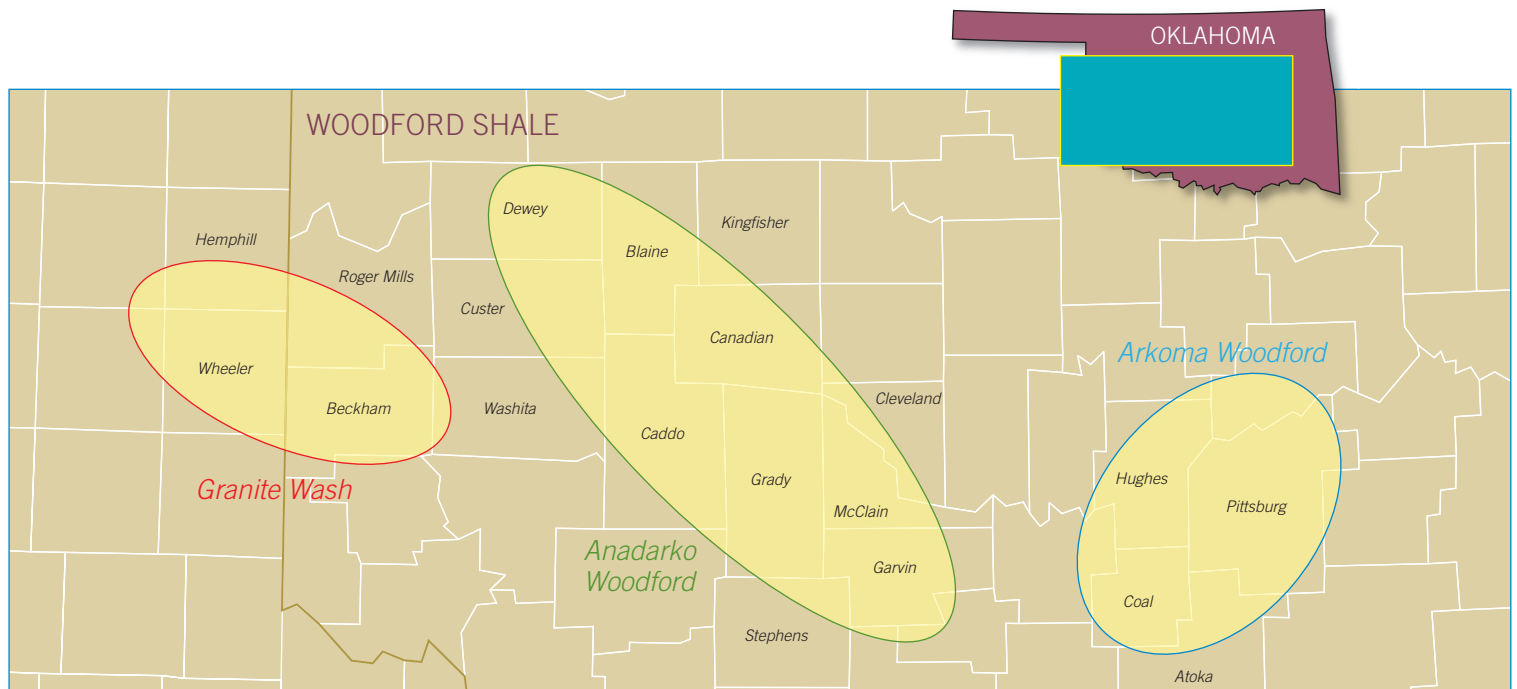 OKLAHOMA
WOODFORD SHALE
Dewey
Kingfisher
Hemphill
Blaine
Roger Mills
Custer
Canadian
Arkoma Woodford
Wheeler
Beckham
Washita
Cleveland
Caddo
Hughes
Grady
Granite Wash
McClain
Pittsburg
Anadarko
Woodford
Garvin
Coal
Stephens
Atoka